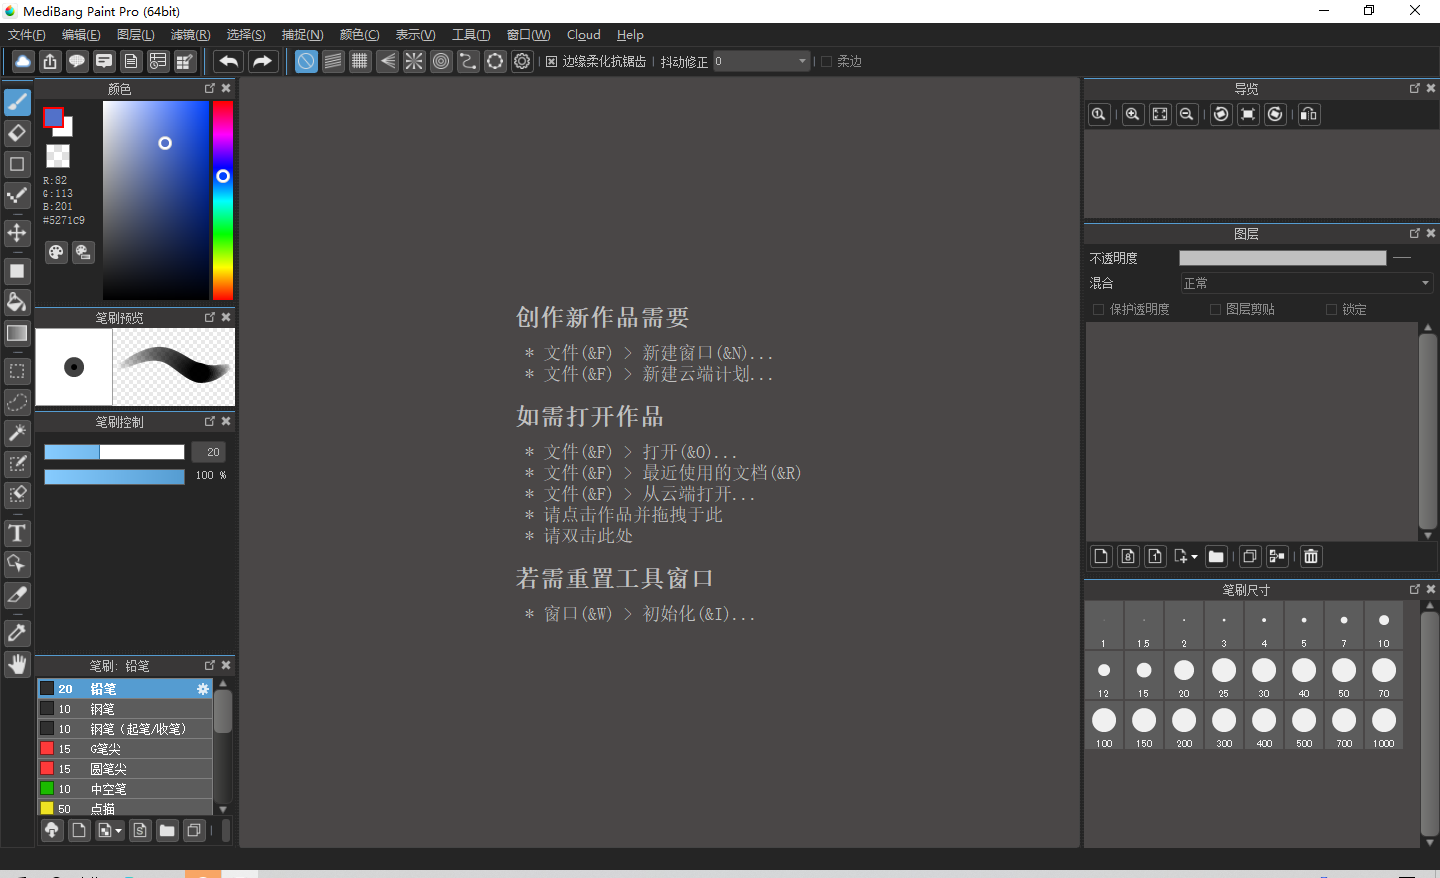 MediBang Paint Pro (64bit)
文件(F) 编辑(E) 图层(L) 滤镜(R) 选择(S) 捕捉(N) 颜色(C) 表示(V) 工具(T) 窗口(W) Cloud Help
边缘柔化抗锯齿 抖动修正 0 柔边
颜色
R:82
G:113
B:201
#5271C9
笔刷预览
笔刷控制
20
100 %
笔刷: 铅笔
20 铅笔
10 钢笔
10 钢笔 (起笔/收笔)
15 G笔尖
15 圆笔尖
10 中空笔
50 点描
创作新作品需要
* 文件(&F) > 新建窗口(&N)...
* 文件(&F) > 新建云端计划...
如需打开作品
* 文件(&F) > 打开(&O)...
* 文件(&F) > 最近使用的文档(&R)
* 文件(&F) > 从云端打开...
* 请点击作品并拖拽于此
* 请双击此处
若需重置工具窗口
* 窗口(&W) > 初始化(&I)...
导览
图层
不透明度
混合 正常
保护透明度 图层剪贴 锁定
8 1
笔刷尺寸
1 1.5 2 3 4 5 7 10
12 15 20 25 30 40 50 70
100 150 200 300 400 500 700 1000